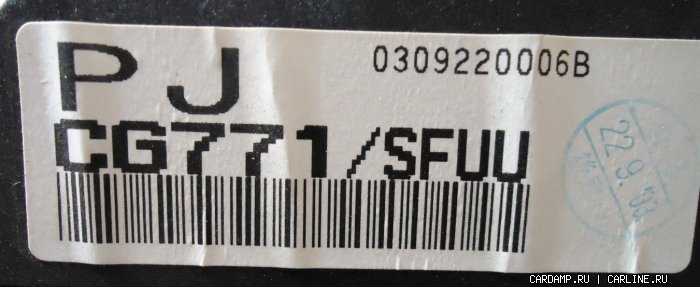 PJ
0309220006B
CG771/SFUU
22.9.'03
CARDAMP.RU | CARLINE.RU